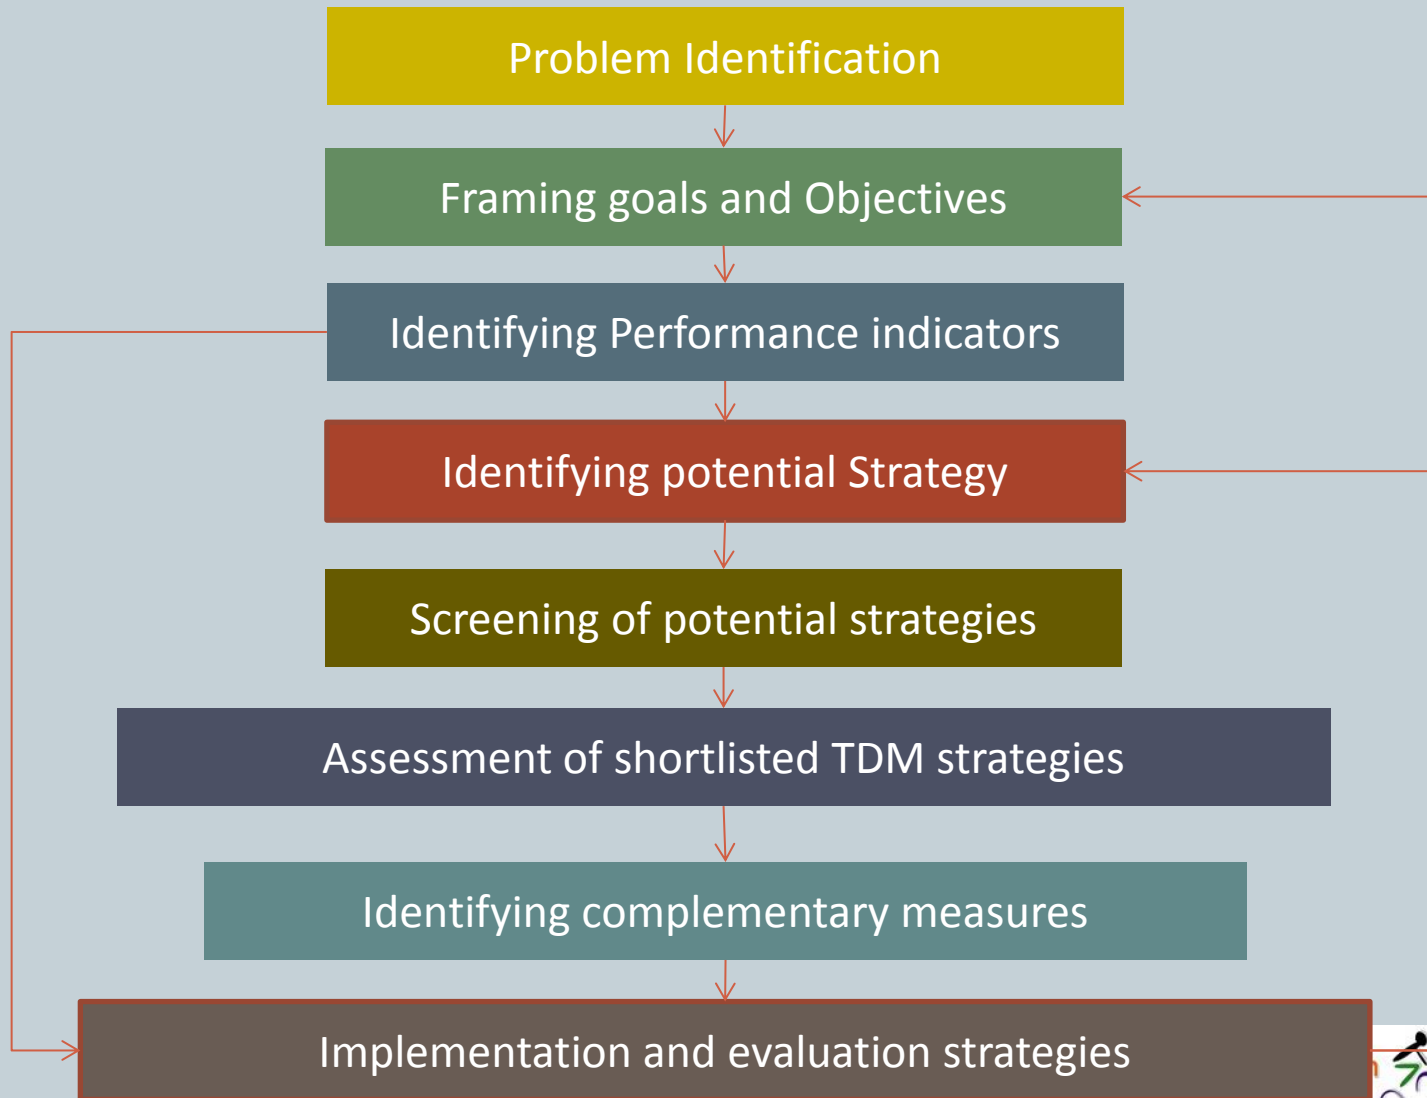 Problem Identification
Framing goals and Objectives
Identifying Performance indicators
Identifying potential Strategy
Screening of potential strategies
Assessment of shortlisted TDM strategies
Identifying complementary measures
Implementation and evaluation strategies